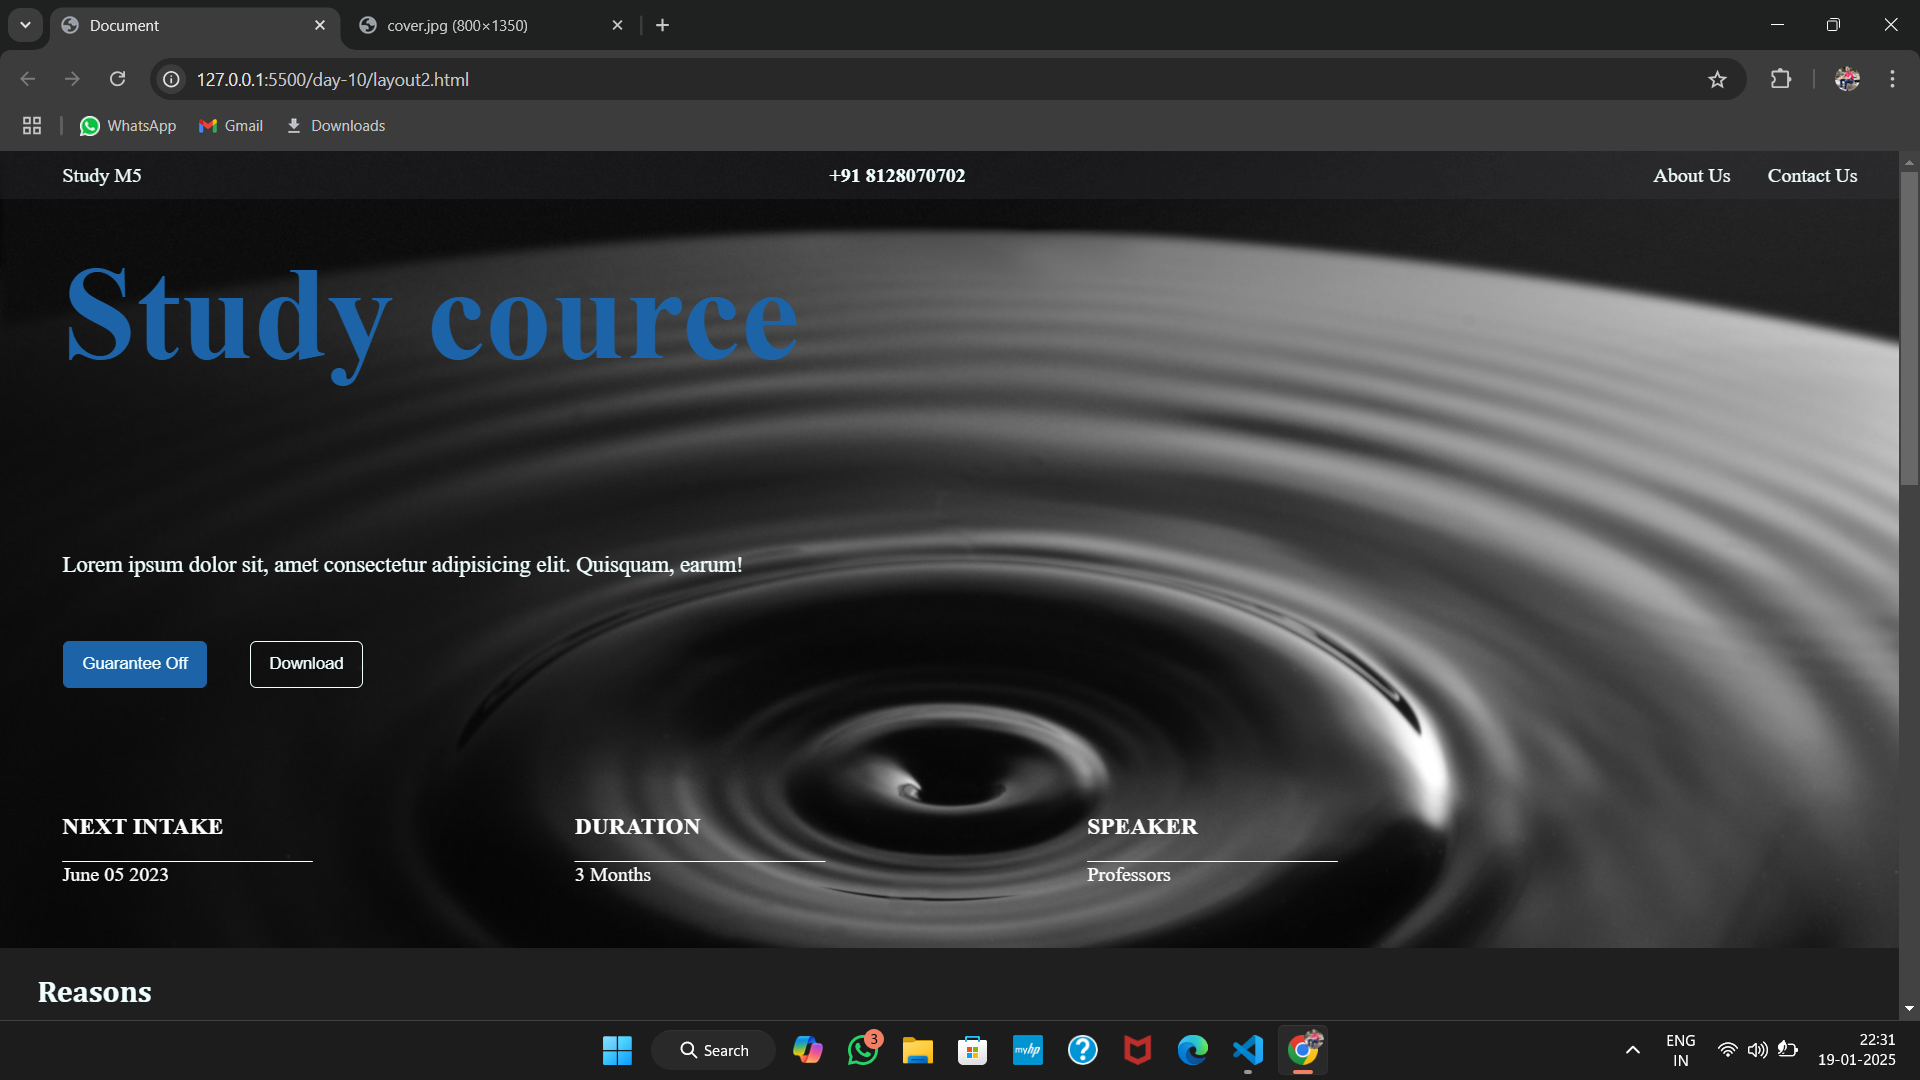 Document
cover.jpg (800×1350)
127.0.0.1:5500/day-10/layout2.html
WhatsApp
Gmail
Downloads
Study M5
+91 8128070702
About Us
Contact Us
Study cource
Lorem ipsum dolor sit, amet consectetur adipisicing elit. Quisquam, earum!
Guarantee Off
Download
NEXT INTAKE
June 05 2023
DURATION
3 Months
SPEAKER
Professors
Reasons
Search
3
myhp
ENG
IN
22:31
19-01-2025